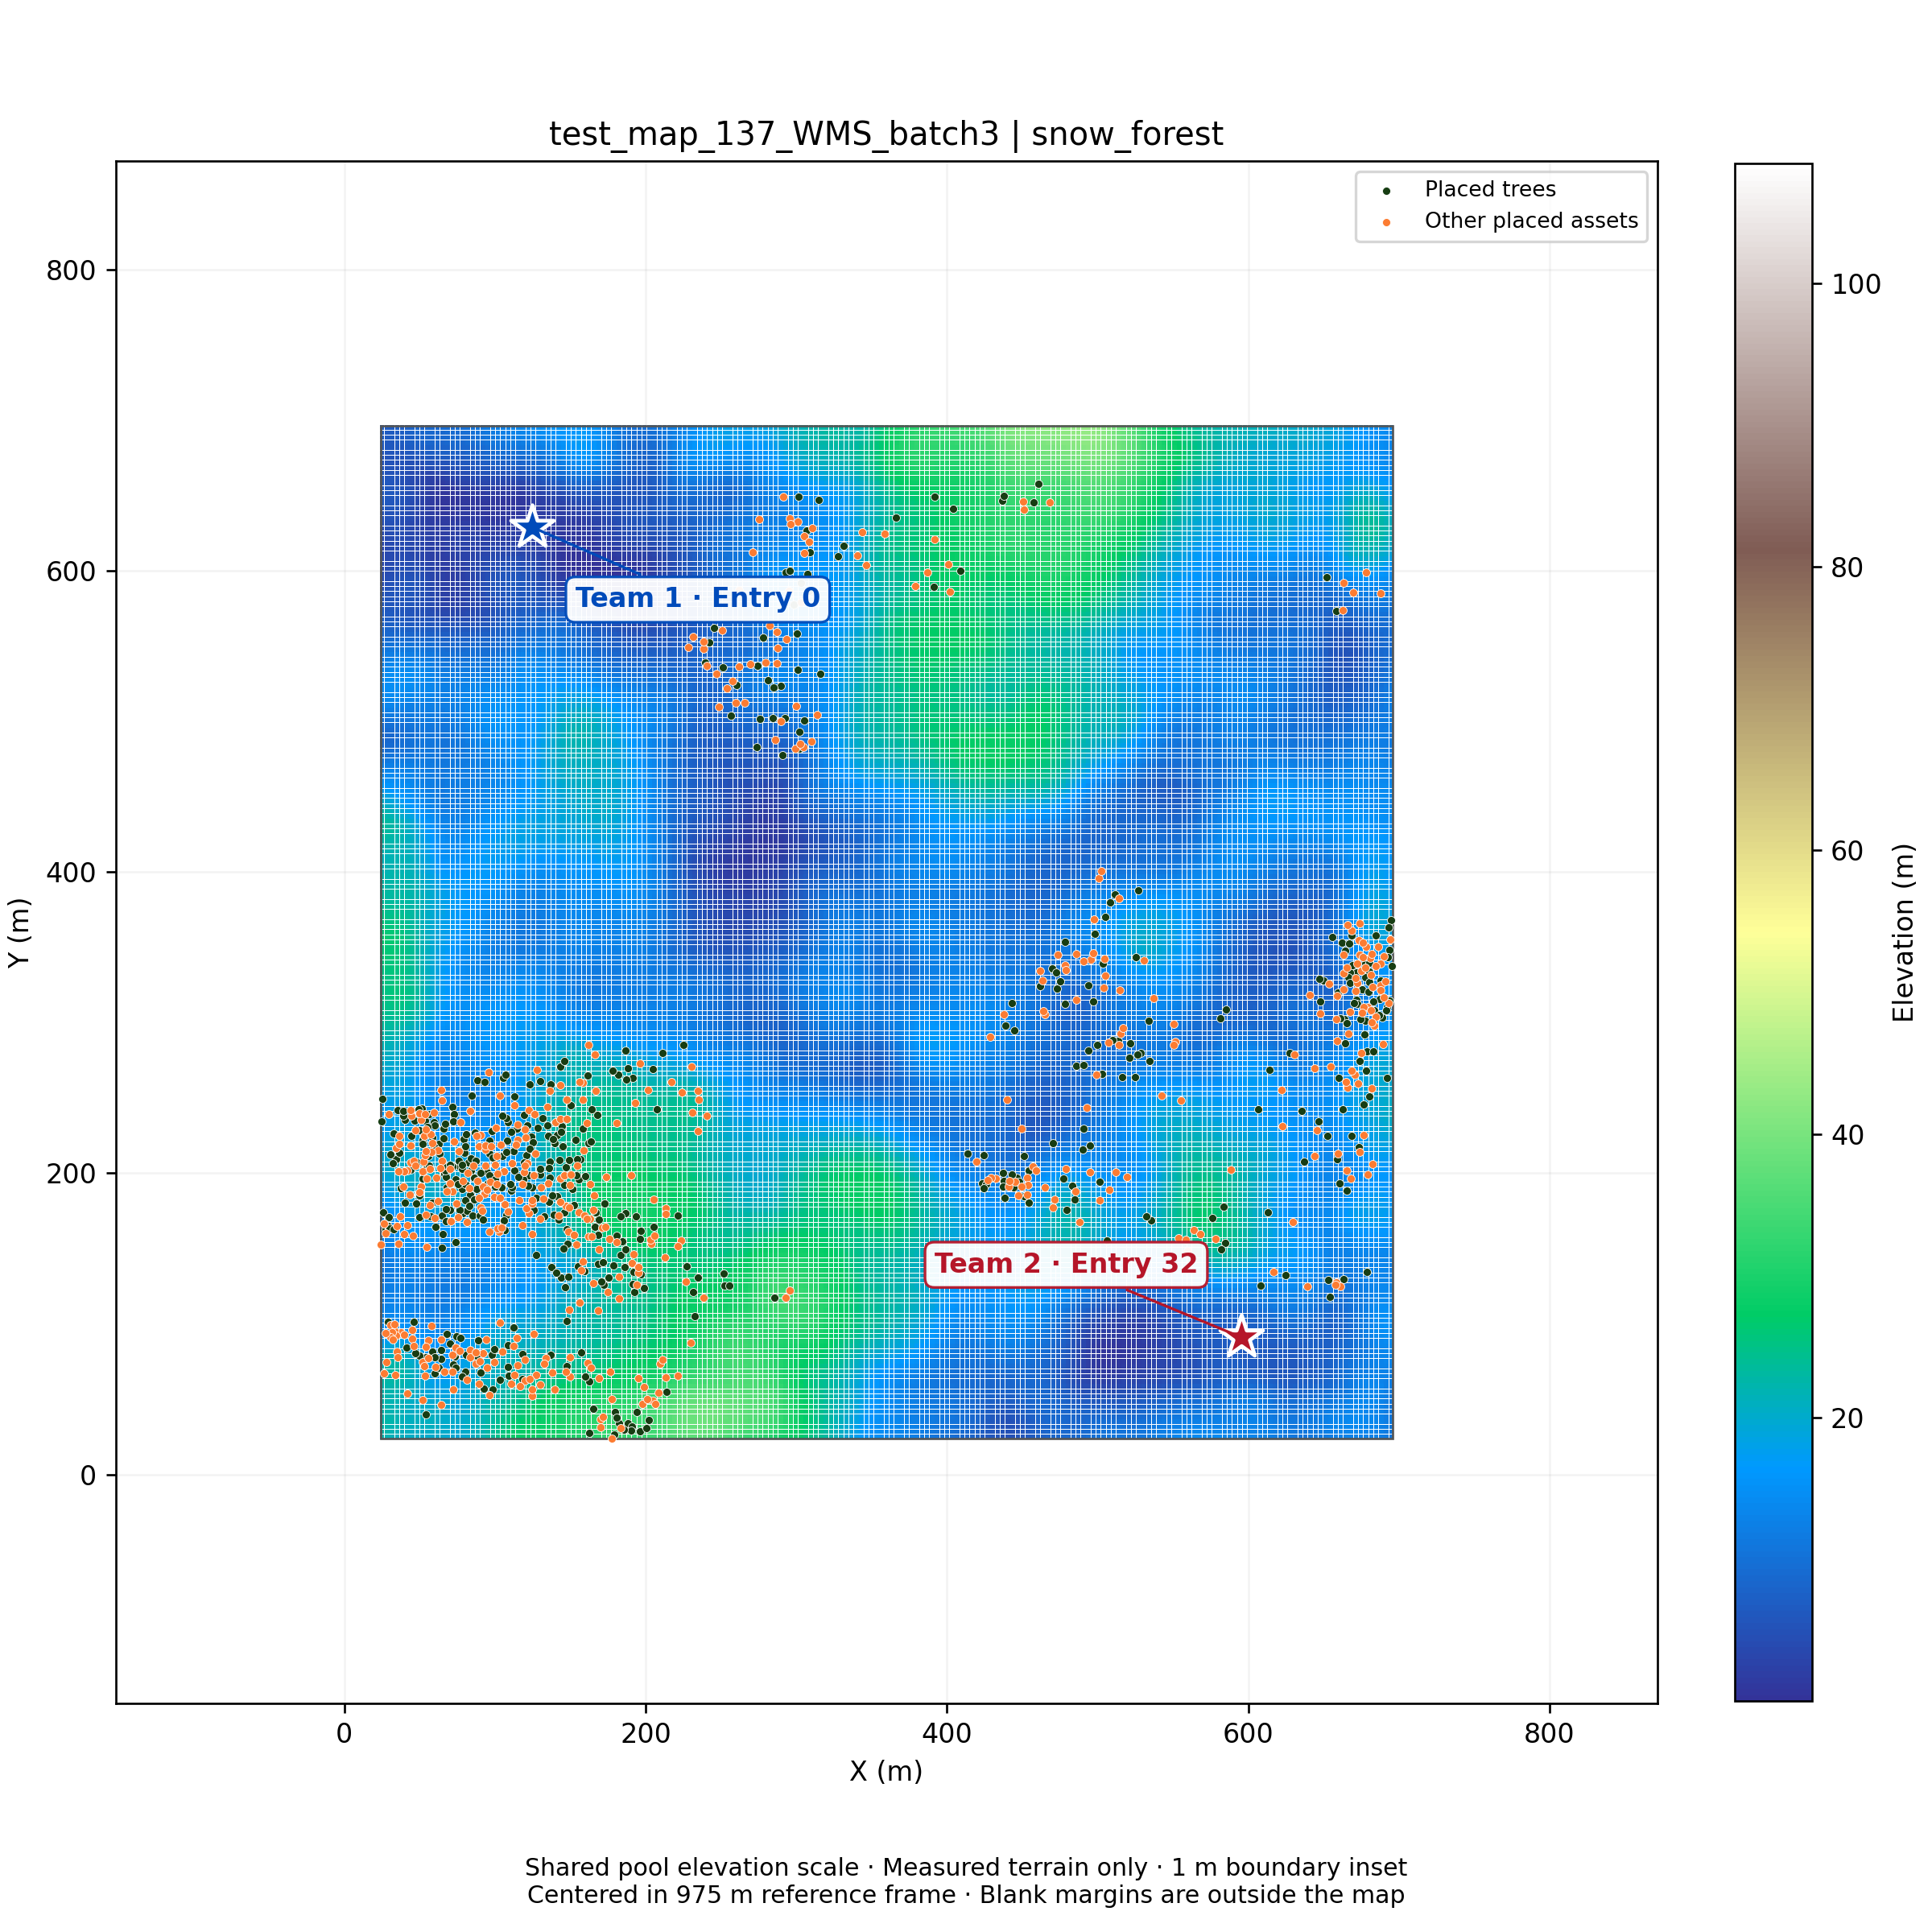 test_map_137_WMS_batch3 | snow_forest
Placed trees
Other placed assets
800
600
400
200
0
Y (m)
Team 1 · Entry 0
Team 2 · Entry 32
0
200
400
600
800
X (m)
100
80
60
40
20
Elevation (m)
Shared pool elevation scale · Measured terrain only · 1 m boundary inset
Centered in 975 m reference frame · Blank margins are outside the map